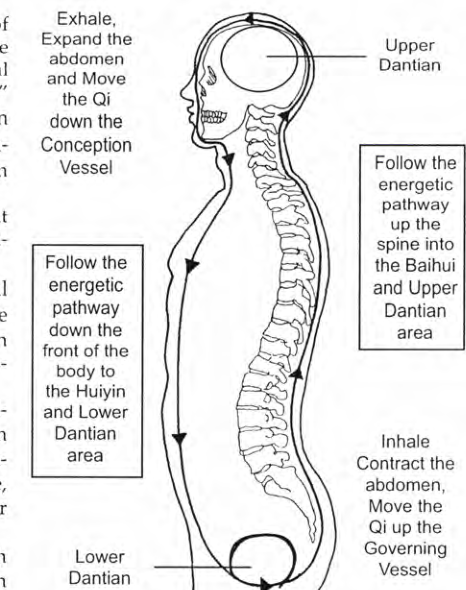 of
Exhale,
Expand the
abdomen
and Move
the Qi
down the
Conception
Vessel
Upper
Dantian
Follow the
energetic
pathway
up the
spine into
the Baihui
and Upper
Dantian
area
Follow the
energetic
pathway
down the
front of the
body to
the Huiyin
and Lower
Dantian
area
Inhale
Contract the
abdomen,
Move the
Qi up the
Governing
Vessel
Lower
Dantian